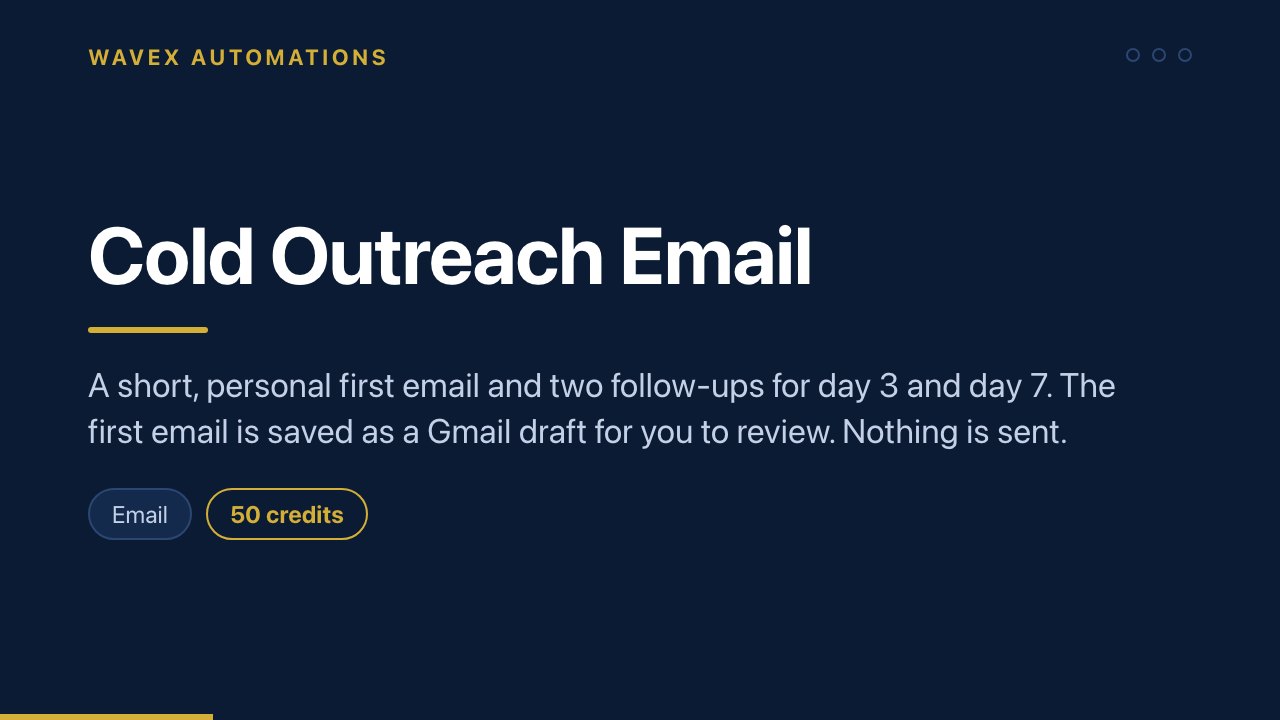 WAVEX AUTOMATIONS
Cold Outreach Email
A short, personal first email and two follow-ups for day 3 and day 7. The
first email is saved as a Gmail draft for you to review. Nothing is sent.
Email
50 credits